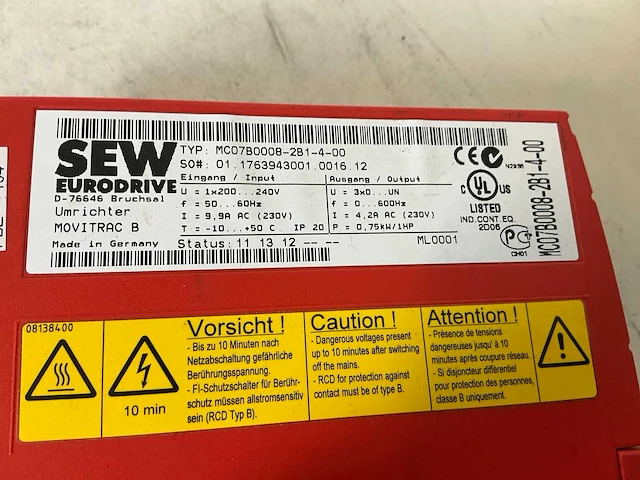 SEW
EURODRIVE
D-76646 Bruchsal
Umrichter
MOVITRAC B
Made in Germany
TYP: MC07B0008-2B1-4-00
SO#: 01.1763943001.0016.12
Eingang / Input
U = 1x200...240V
f = 50...60Hz
I = 9,9A AC (230V)
T = -10...+50 C IP 20
Status: 11 13 12 -- -- --
Ausgang / Output
U = 3x0...UN
f = 0...600Hz
I = 4,2A AC (230V)
P = 0,75kW/1HP
ML0001
N2936
C UL US
LISTED
IND.CONT.EQ.
2D06
MC07B0008-2B1-4-00
08138400
10 min
Vorsicht !
- Bis zu 10 Minuten nach
Netzabschaltung gefährliche
Berührungsspannung.
- FI-Schutzschalter für Berühr-
schutz müssen allstromsensitiv
sein (RCD Typ B).
Caution !
- Dangerous voltages present
up to 10 minutes after switching
off the mains.
- RCD for protection against
contact must be of type B.
Attention !
- Présence de tensions
dangereuses jusqu' à 10
minutes après coupure réseau.
- Si disjoncteur différentiel
pour protection des personnes,
classe B uniquement.